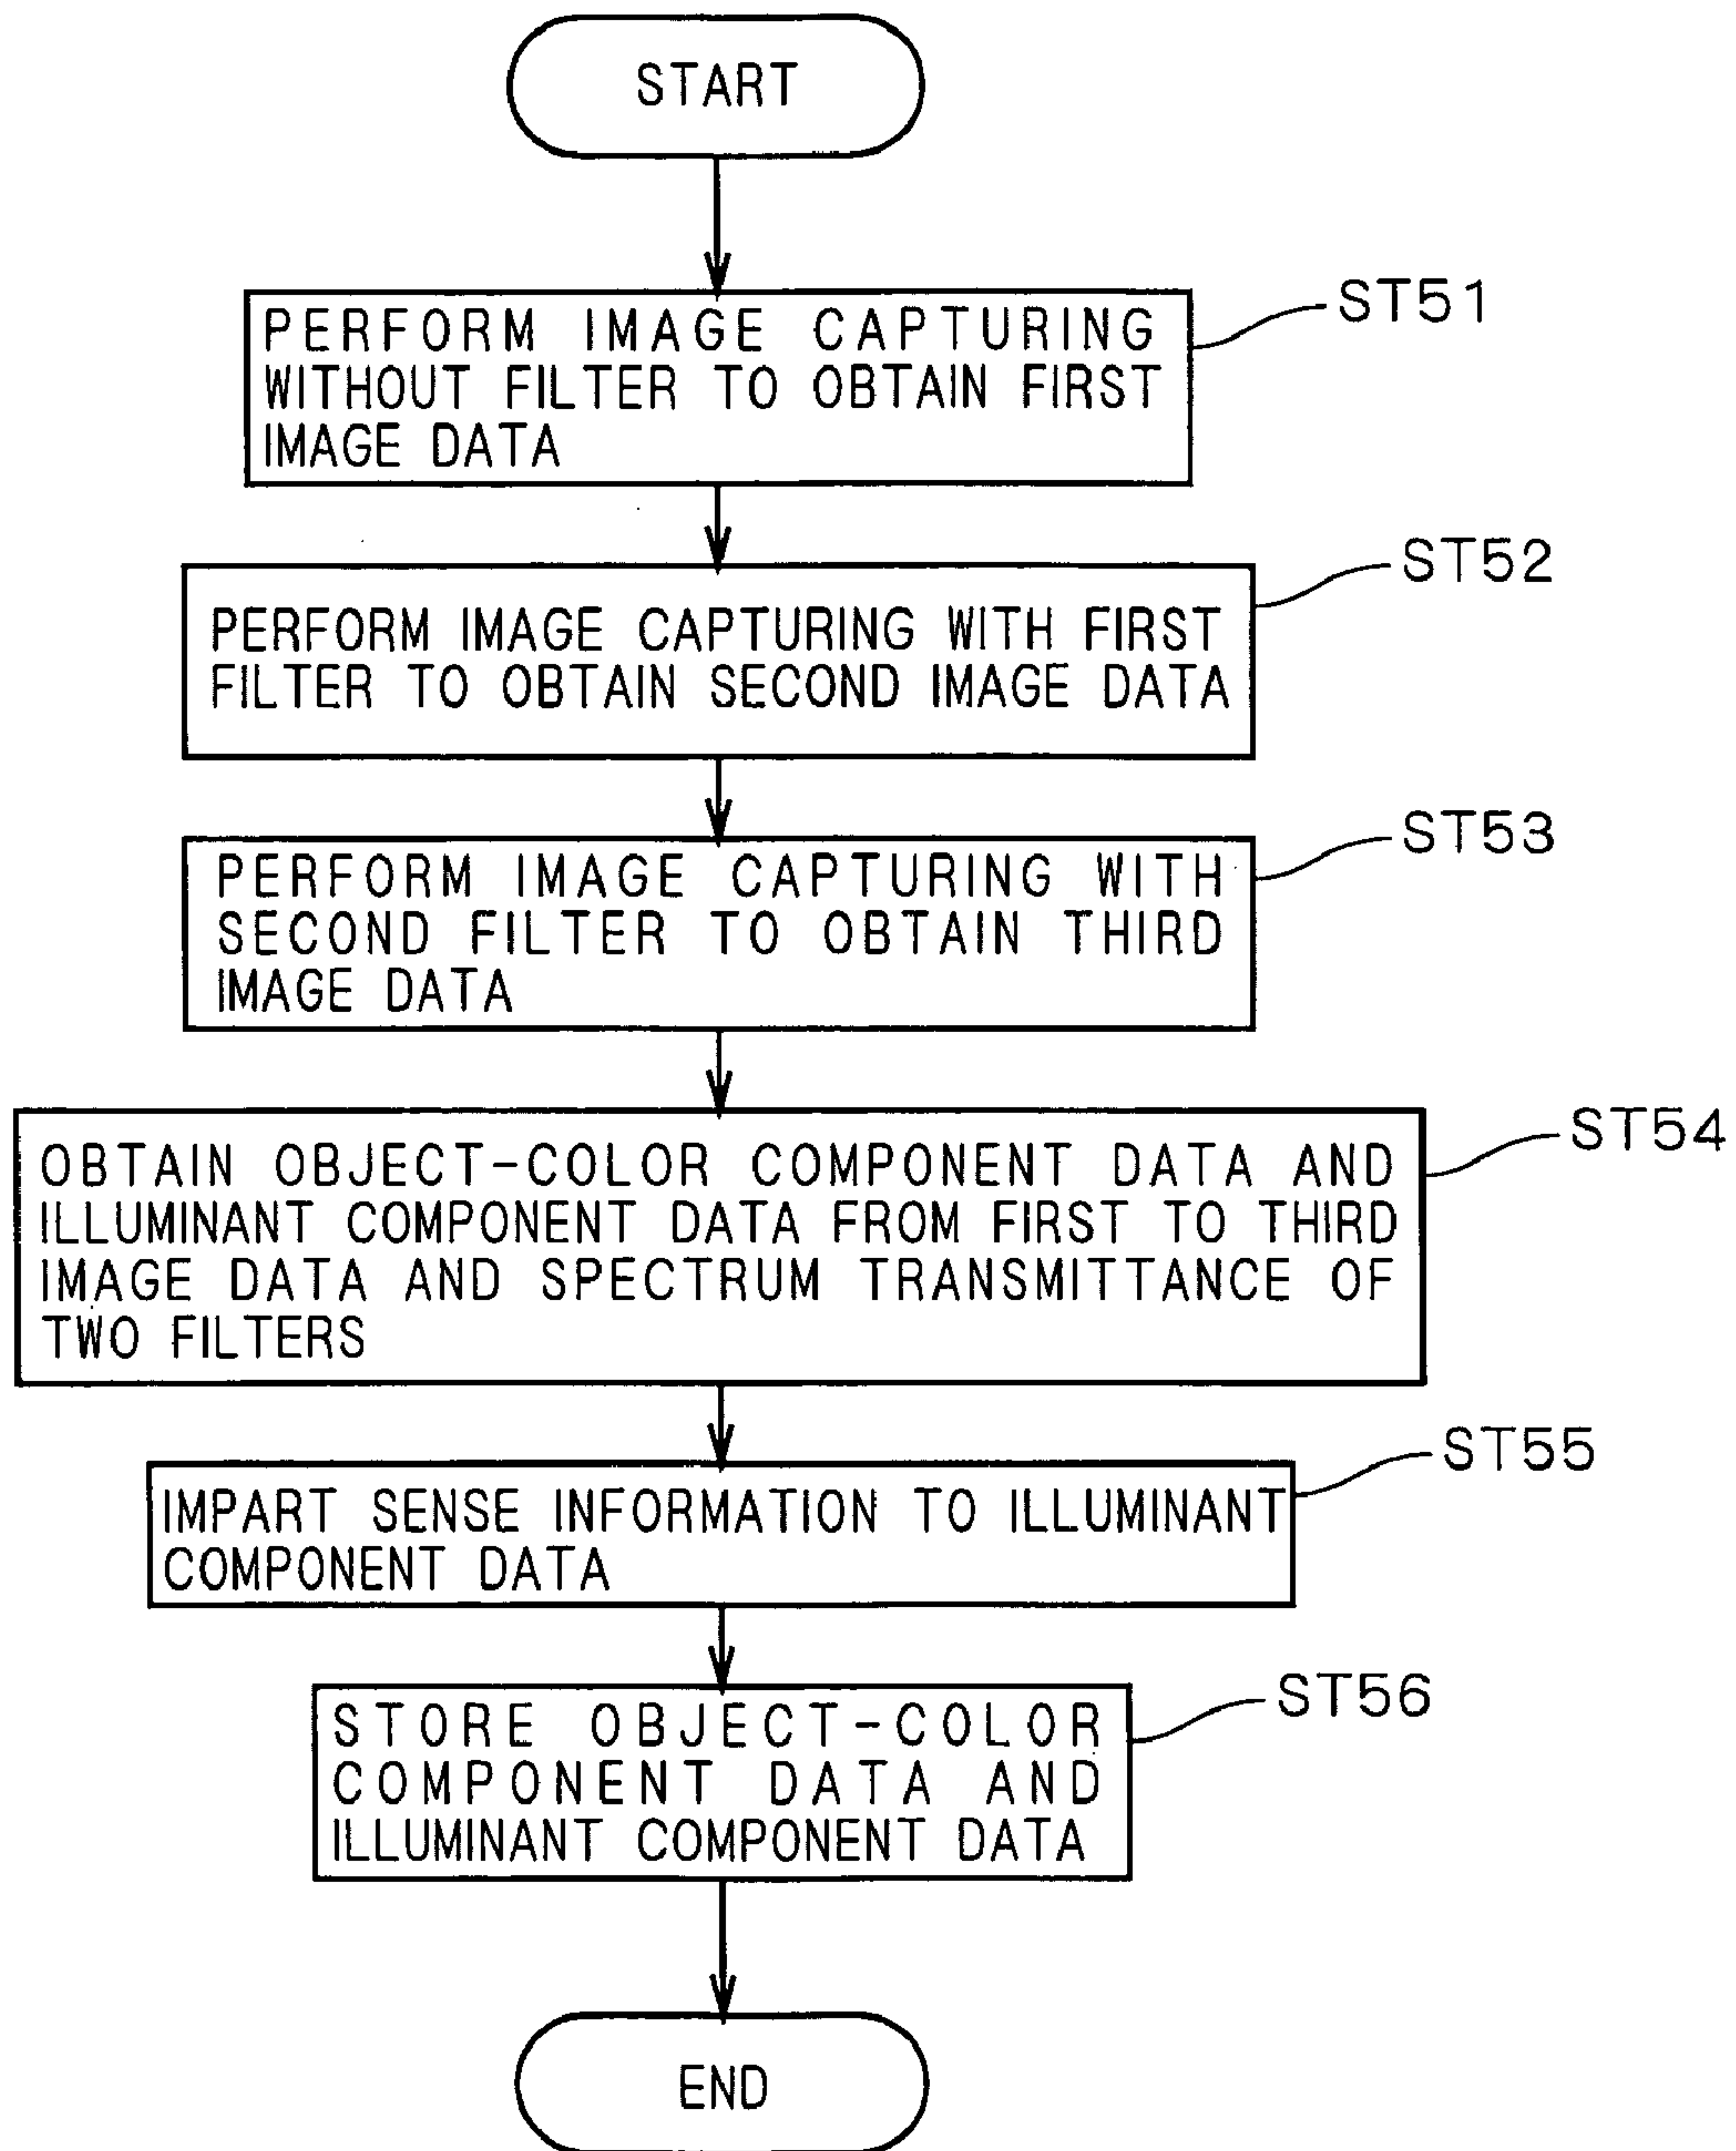 START
ST51
PERFORM IMAGE CAPTURING
WITHOUT FILTER TO OBTAIN FIRST
IMAGE DATA
ST52
PERFORM IMAGE CAPTURING WITH FIRST
FILTER TO OBTAIN SECOND IMAGE DATA
ST53
PERFORM IMAGE CAPTURING WITH
SECOND FILTER TO OBTAIN THIRD
IMAGE DATA
ST54
OBTAIN OBJECT-COLOR COMPONENT DATA AND
ILLUMINANT COMPONENT DATA FROM FIRST TO THIRD
IMAGE DATA AND SPECTRUM TRANSMITTANCE OF
TWO FILTERS
ST55
IMPART SENSE INFORMATION TO ILLUMINANT
COMPONENT DATA
ST56
STORE OBJECT-COLOR
COMPONENT DATA AND
ILLUMINANT COMPONENT DATA
END